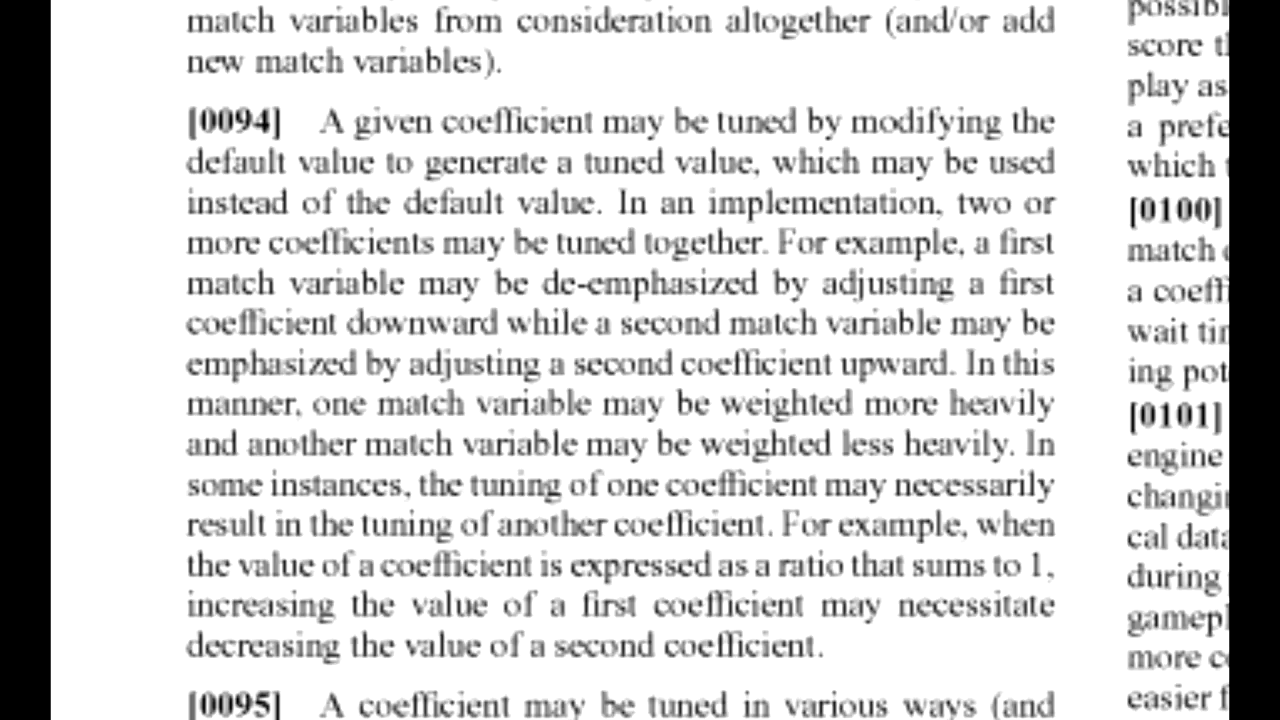 match variables from consideration altogether (and/or add
new match variables).
[0094] A given coefficient may be tuned by modifying the
default value to generate a tuned value, which may be used
instead of the default value. In an implementation, two or
more coefficients may be tuned together. For example, a first
match variable may be de-emphasized by adjusting a first
coefficient downward while a second match variable may be
emphasized by adjusting a second coefficient upward. In this
manner, one match variable may be weighted more heavily
and another match variable may be weighted less heavily. In
some instances, the tuning of one coefficient may necessarily
result in the tuning of another coefficient. For example, when
the value of a coefficient is expressed as a ratio that sums to 1,
increasing the value of a first coefficient may necessitate
decreasing the value of a second coefficient.
[0095] A coefficient may be tuned in various ways (and
score
play as
a
which
[0100]
match
a
wait
[0101]
engine
cal
during
more
easier